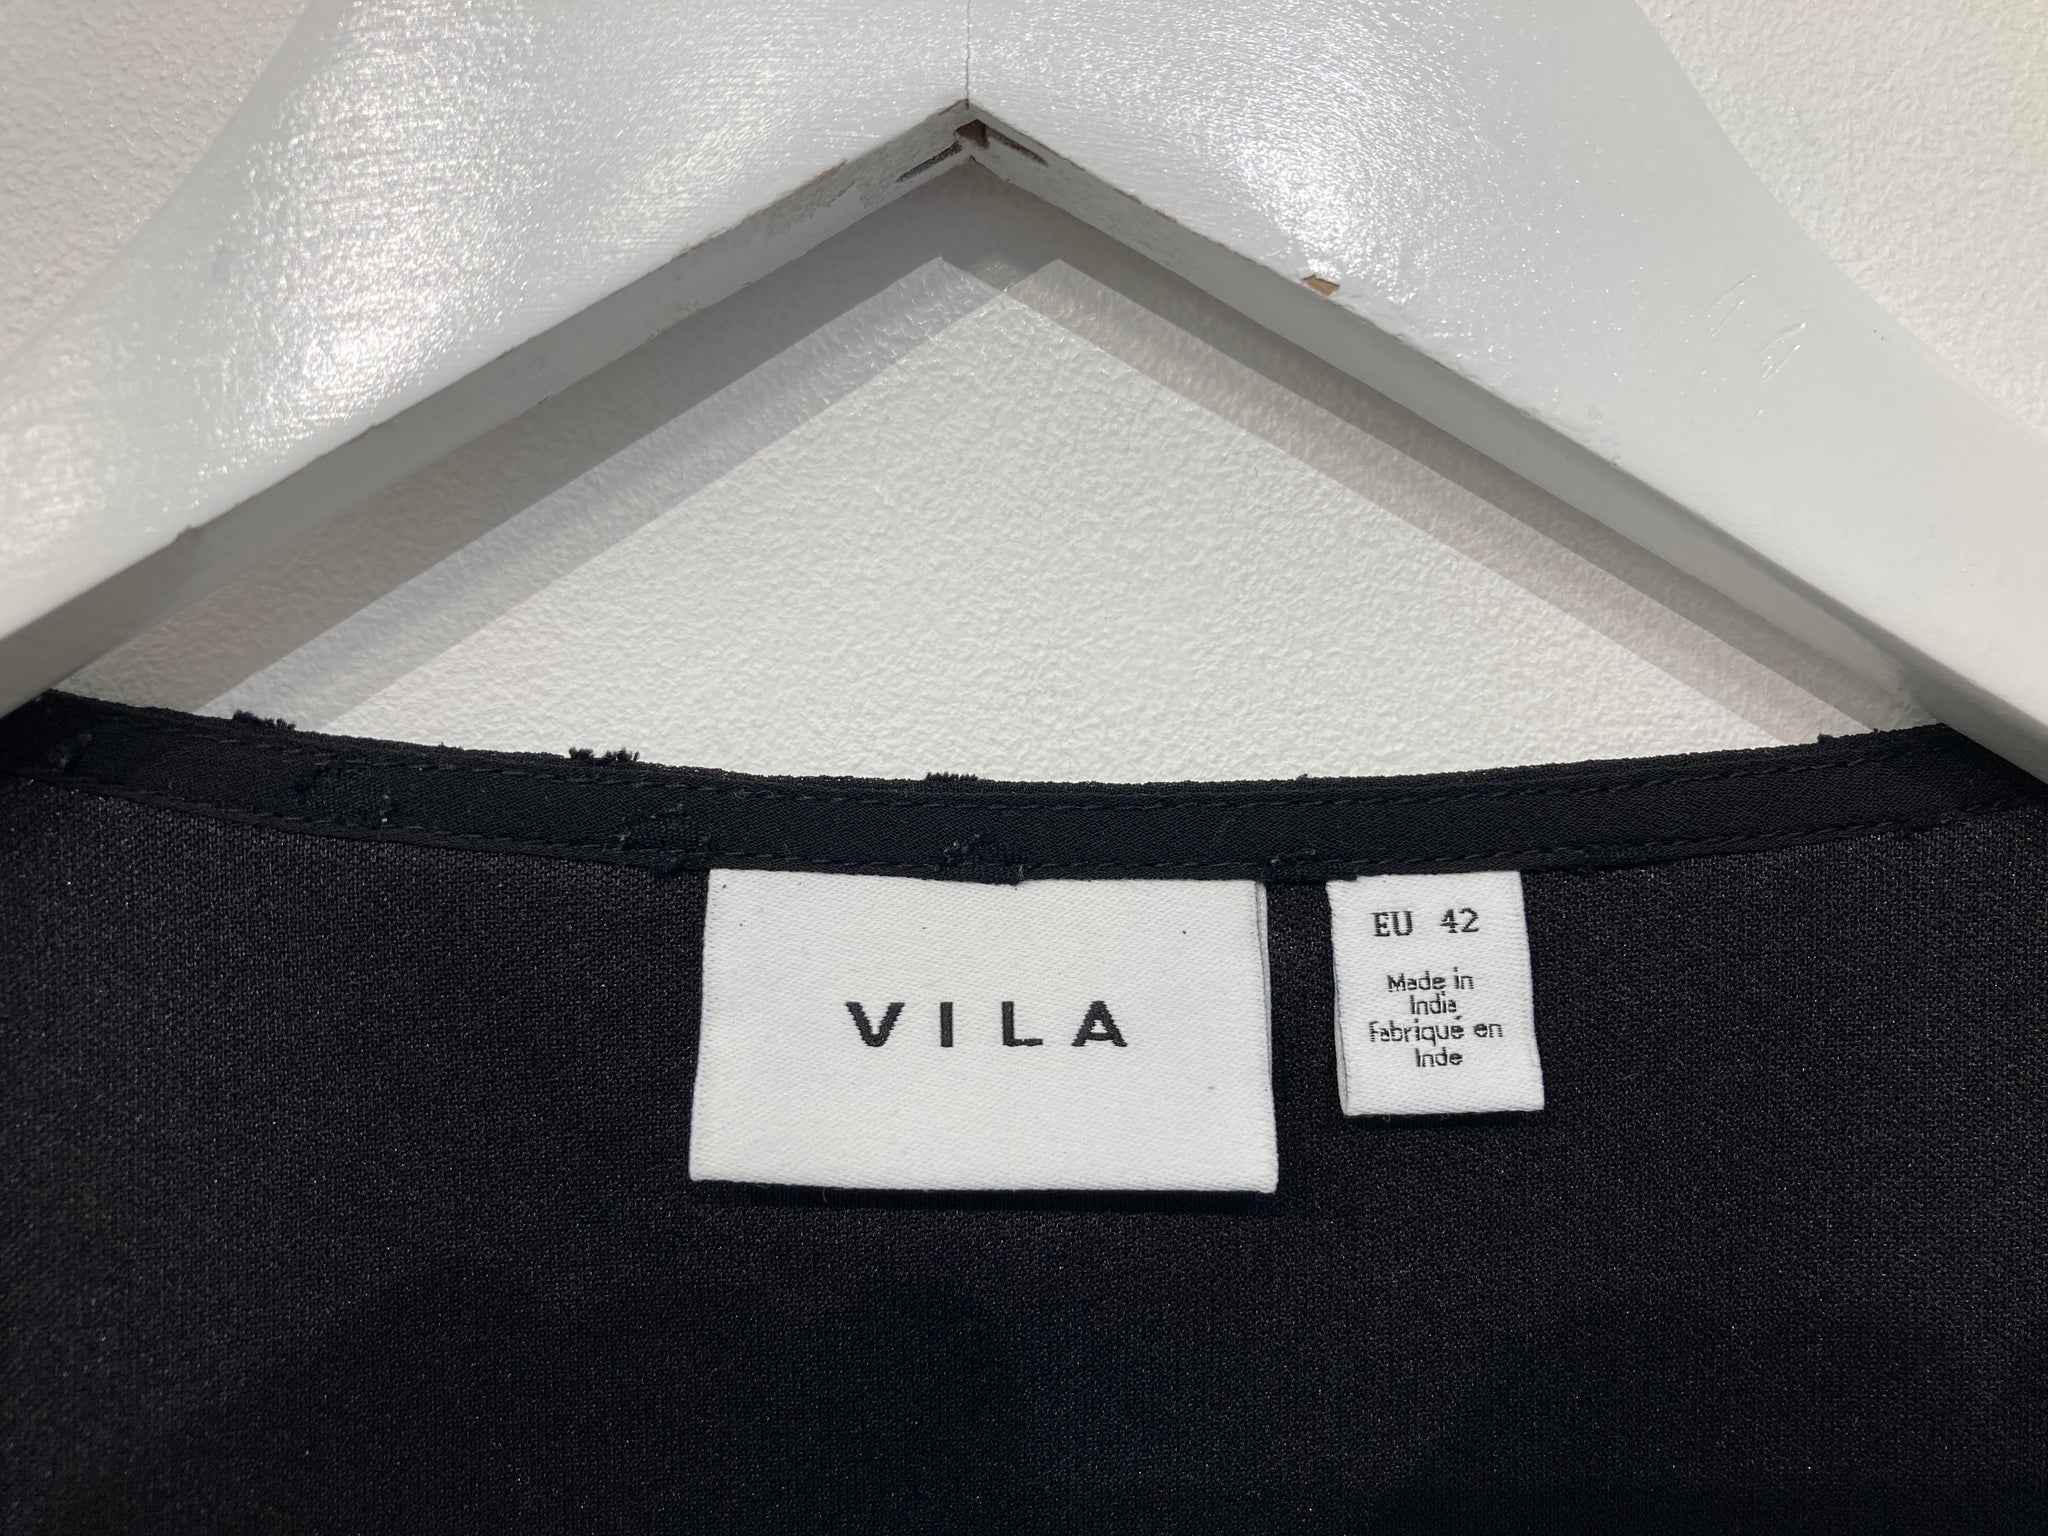 VILA
EU 42
Made in
India
Fabriqué en
Inde